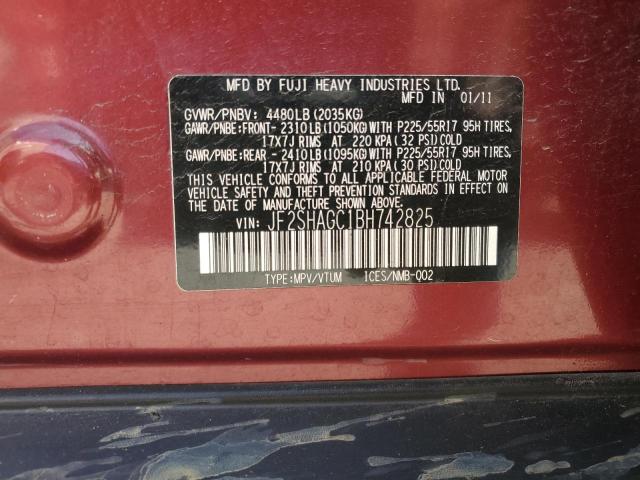 MFD BY FUJI HEAVY INDUSTRIES LTD.
MFD IN 01/11
GVWR/PNBV: 4480LB (2035KG)
GAWR/PNBE:FRONT- 2310LB(1050KG)WITH P225/55R17 95H TIRES,
17X7J RIMS AT 220 KPA(32 PSI)COLD
GAWR/PNBE:REAR - 2410LB(1095KG)WITH P225/55R17 95H TIRES,
17X7J RIMS AT 210 KPA(30 PSI)COLD
THIS VEHICLE CONFORMS TO ALL APPLICABLE FEDERAL MOTOR
VEHICLE SAFETY AND THEFT PREVENTION STANDARDS IN EFFECT
ON THE DATE OF MANUFACTURE SHOWN ABOVE.
VIN: JF2SHAGC1BH742825
TYPE:MPV/VTUM ICES/NMB-002